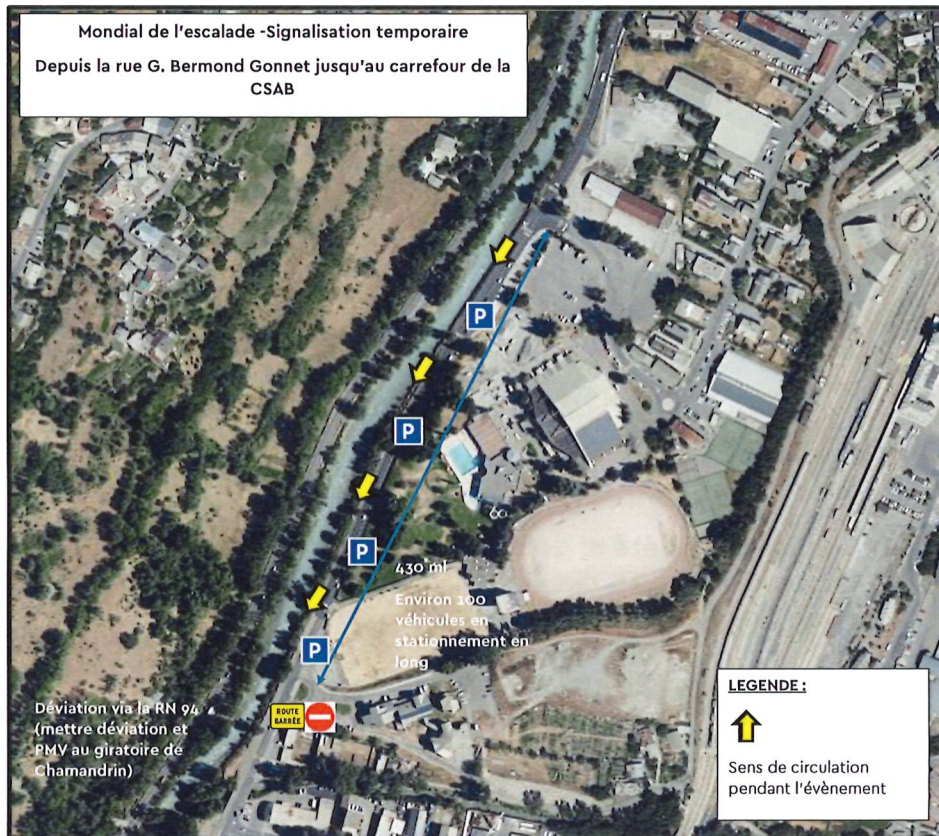 Mondial de l'escalade -Signalisation temporaire
Depuis la rue G. Bermond Gonnet jusqu'au carrefour de la
CSAB
P
P
P
430 ml
Environ 100
véhicules en
stationnement en
long
P
Déviation via la RN 94
(mettre déviation et
PMV au giratoire de
Chamandrin)
ROUTE
BARRÉE
LEGENDE :
Sens de circulation
pendant l'évènement